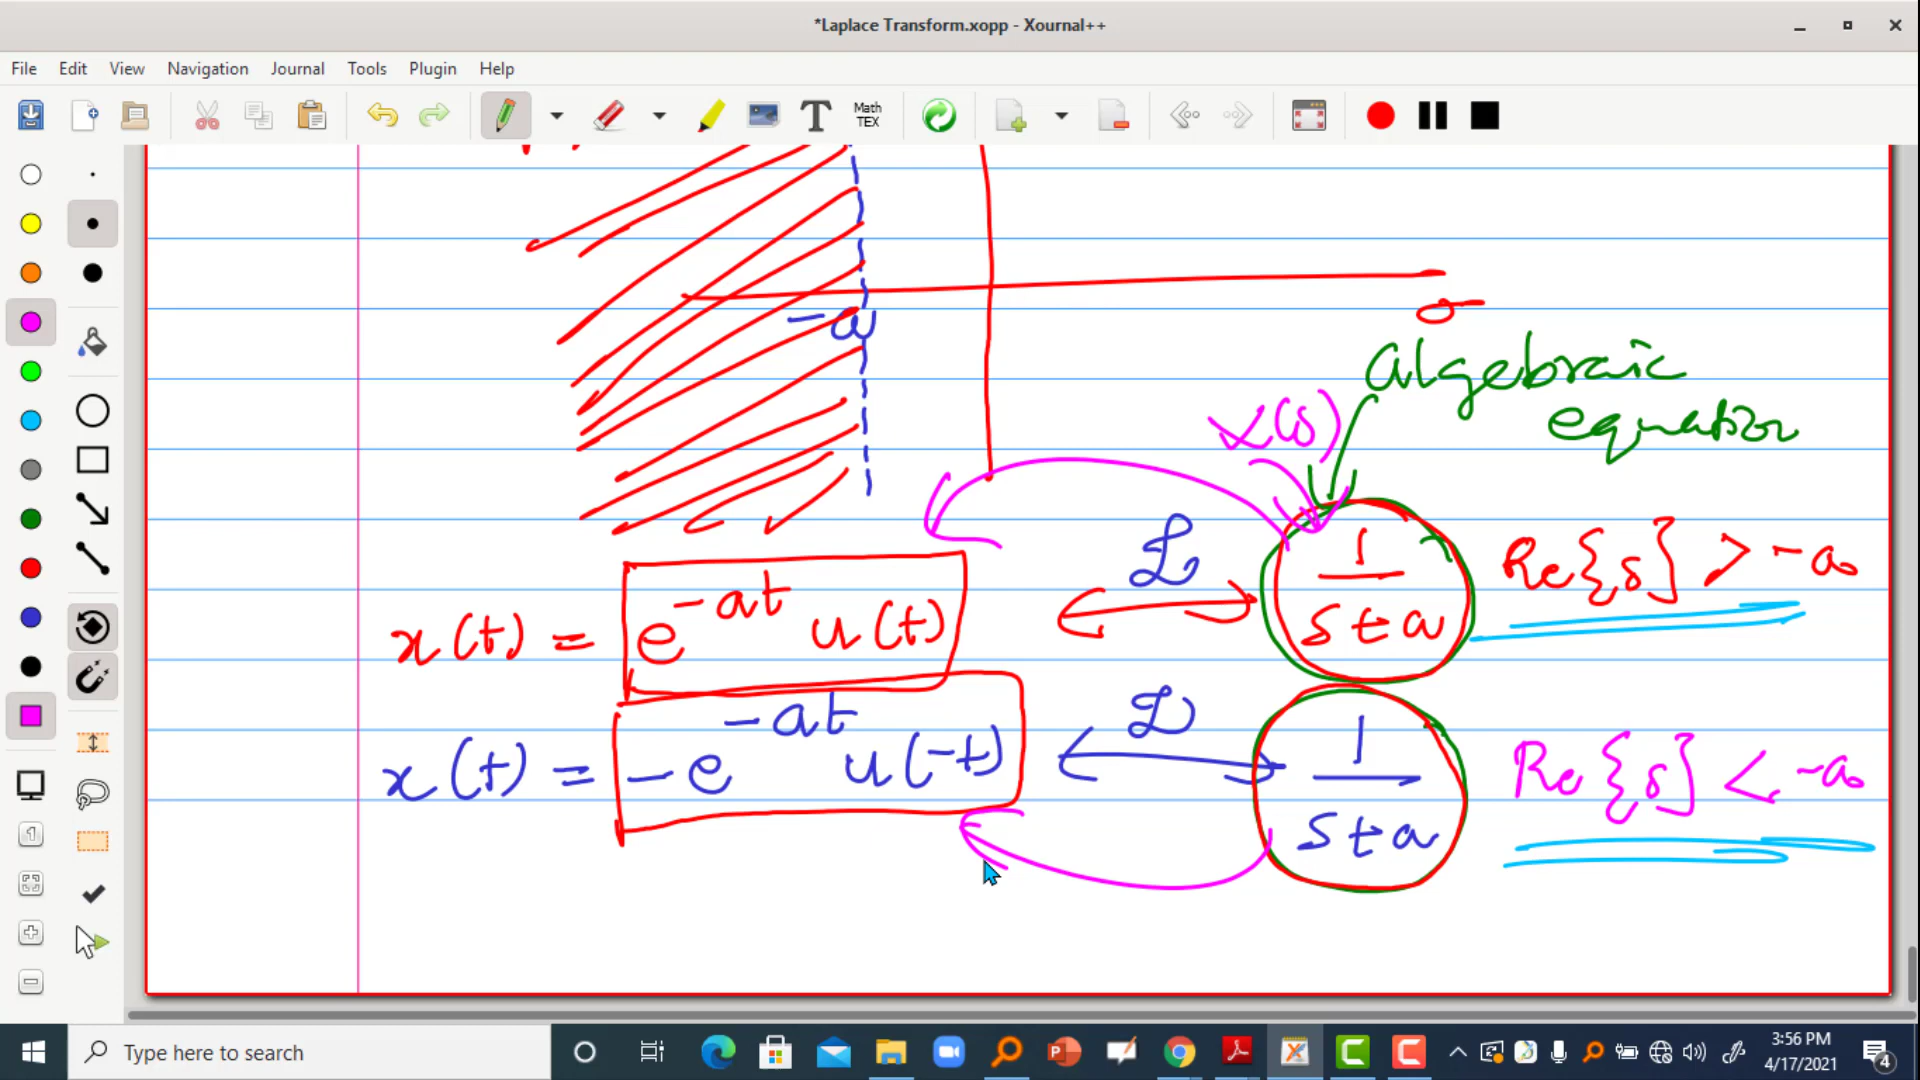 *Laplace Transform.xopp - Xournal++
File Edit View Navigation Journal Tools Plugin Help
Math
TEX
-a
σ
algebraic
equation
X(s)
x(t) = e^{-at} u(t) ℒ 1/(s+a) Re{s} > -a
x(t) = -e^{-at} u(-t) ℒ 1/(s+a) Re{s} < -a
Type here to search
3:56 PM
4/17/2021
4